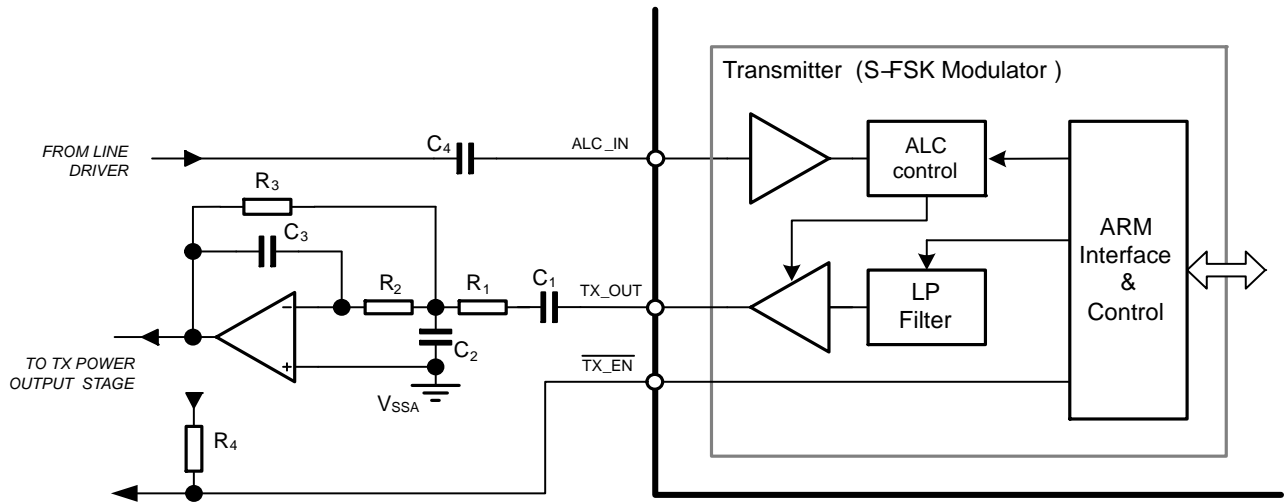 Transmitter (S-FSK Modulator )
FROM LINE
DRIVER
C4
ALC_IN
ALC
control
R3
C3
ARM
Interface
&
Control
R2
R1
C1
TX_OUT
LP
Filter
−
+
C2
TO TX POWER
OUTPUT STAGE
TX_EN
VSSA
R4